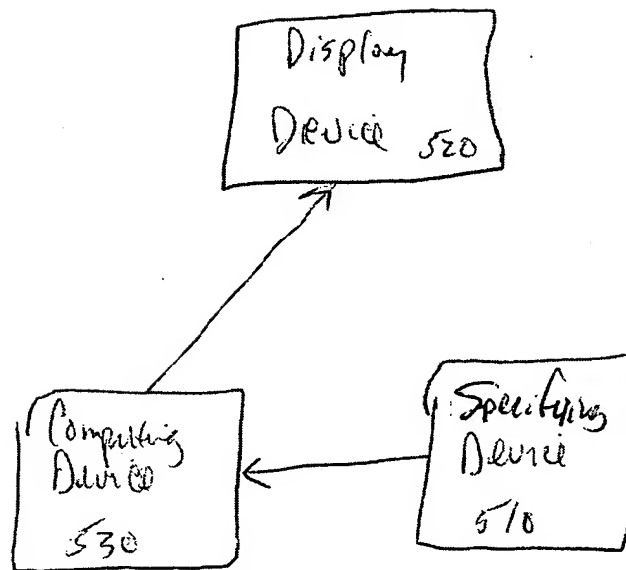 Display
Device 520
Computing
Device
530
Specifying
Device
510